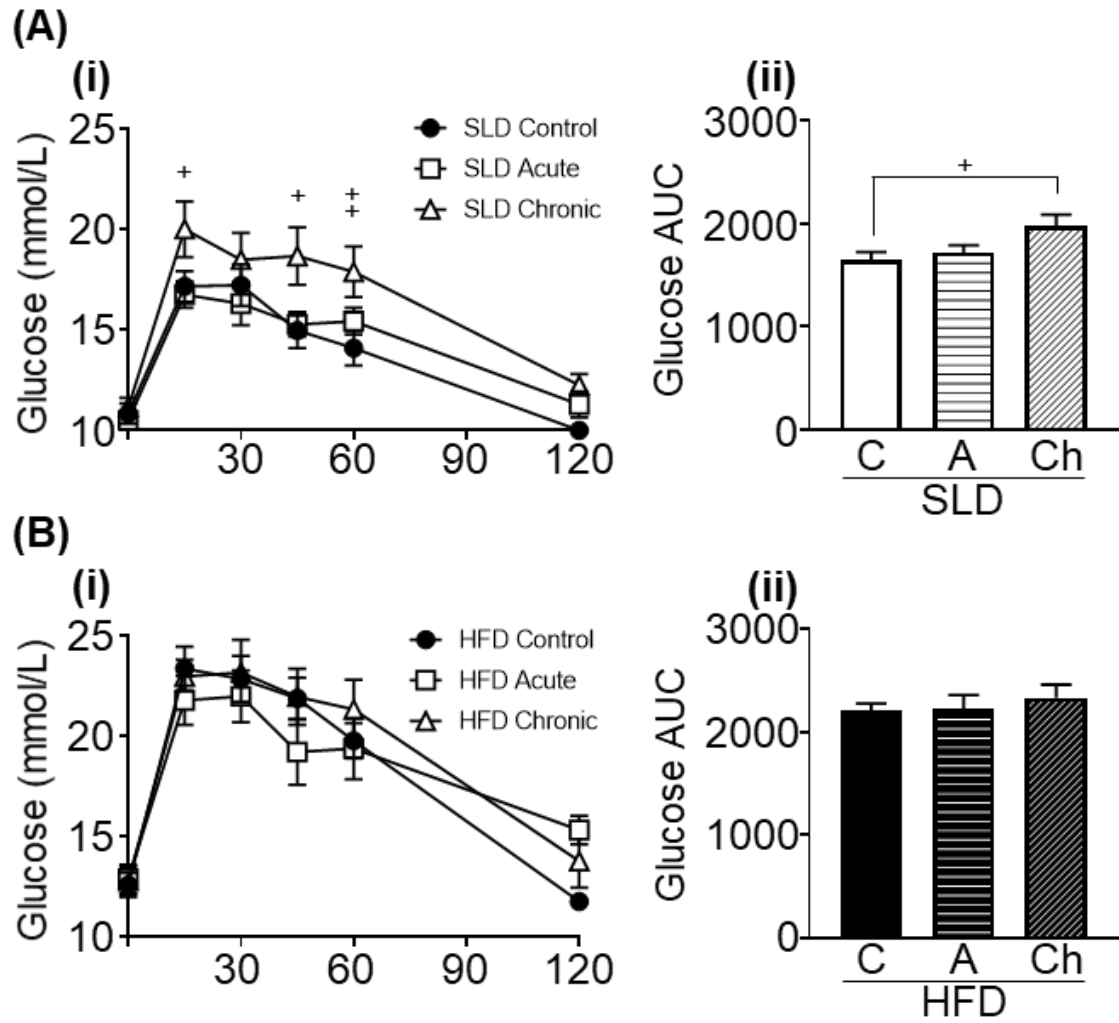 (A)
(i)
Glucose (mmol/L)
25
20
15
10
30 60 90 120
+ + + +
SLD Control
SLD Acute
SLD Chronic
(ii)
Glucose AUC
3000
2000
1000
0
+
C A Ch
SLD
(B)
(i)
Glucose (mmol/L)
25
20
15
10
30 60 90 120
HFD Control
HFD Acute
HFD Chronic
(ii)
Glucose AUC
3000
2000
1000
0
C A Ch
HFD